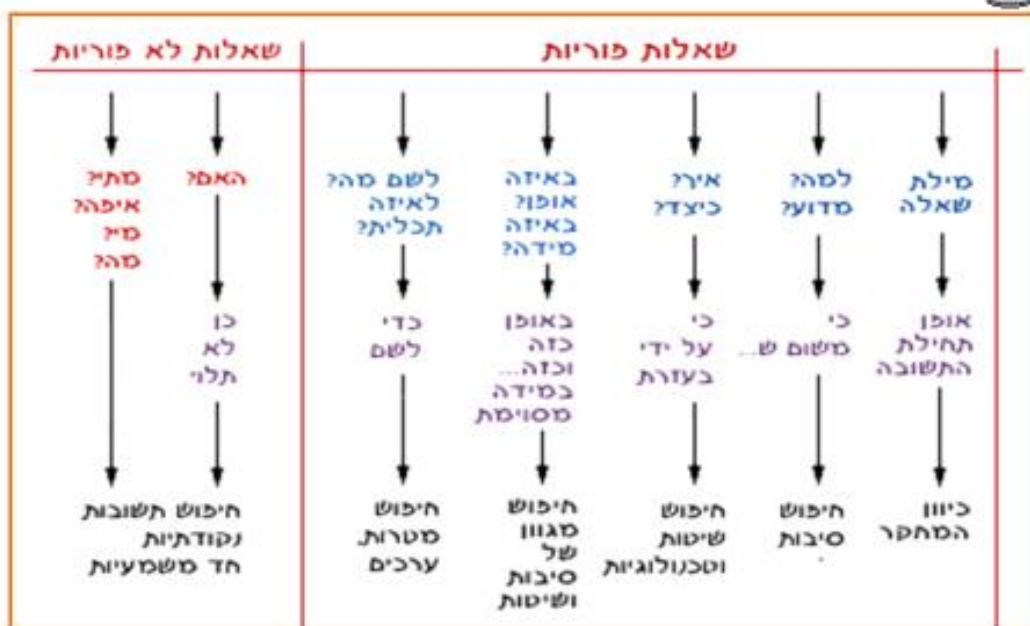 שאלות פוריות
שאלות לא פוריות
מילת
שאלה
אופן
תחילת
התשובה
כיוון
המחקר
למה?
מדוע?
כי
משום ש...
חיפוש
סיבות
איך?
כיצד?
כי
על ידי
בעזרת
חיפוש
שיטות
וטכנולוגיות
באיזה
אופן?
באיזה
מידה?
באופן
כזה
וכזה...
במידה
מסוימת
חיפוש
מגוון
של
סיבות
ושיטות
לשם מה?
לאיזה
תכלית?
כדי
לשם
חיפוש
מטרות,
ערכים
האם?
כן
לא
תלוי
מתי?
איפה?
מי?
מה?
חיפוש תשובות
נקודתיות
חד משמעיות